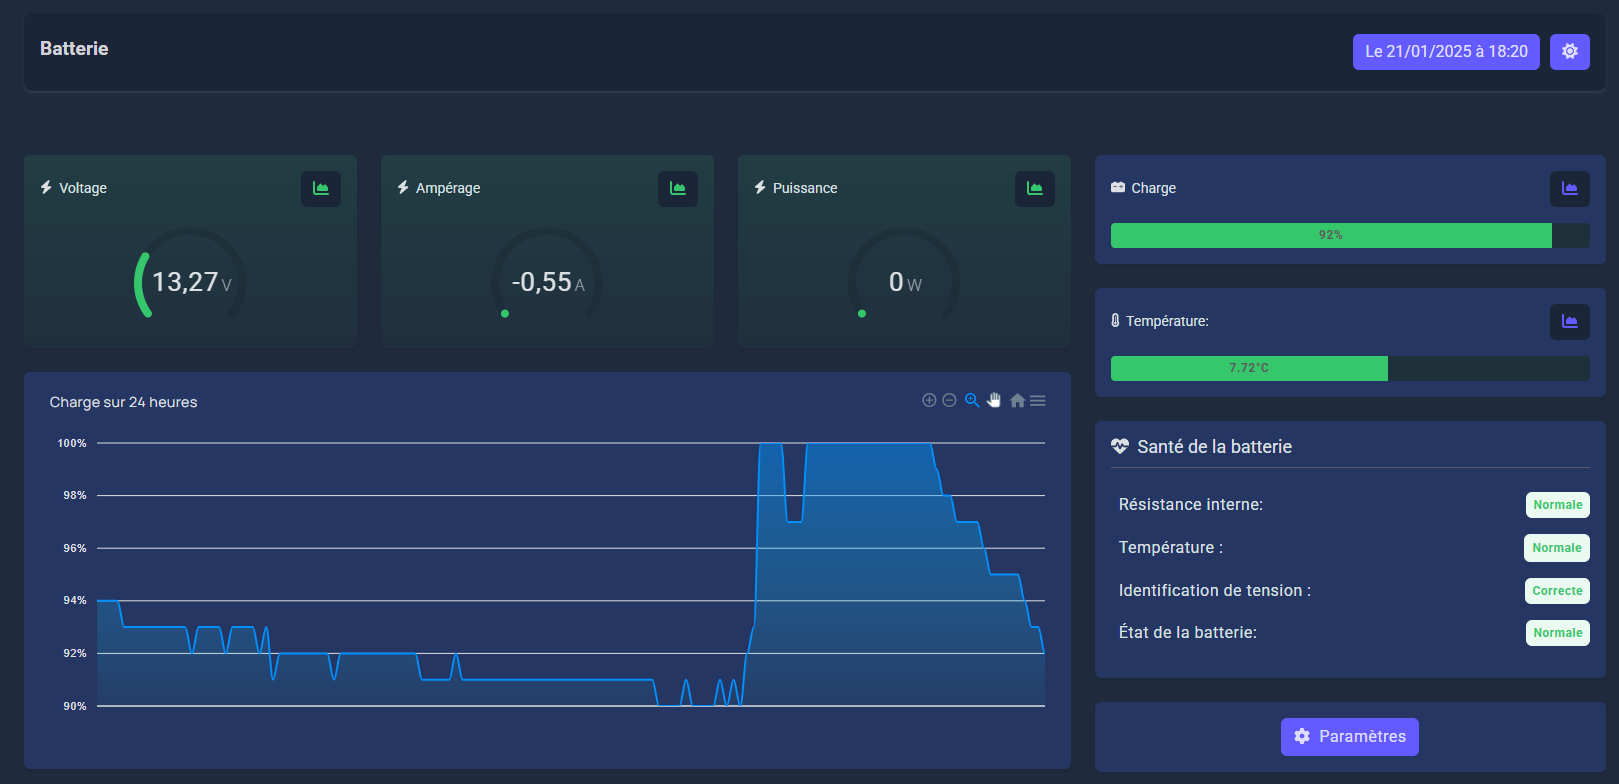 Batterie
Le 21/01/2025 à 18:20
Voltage
13,27 V
Ampérage
-0,55 A
Puissance
0 W
Charge
92%
Température:
7.72°C
Charge sur 24 heures
100%
98%
96%
94%
92%
90%
Santé de la batterie
Résistance interne: Normale
Température : Normale
Identification de tension : Correcte
État de la batterie: Normale
Paramètres